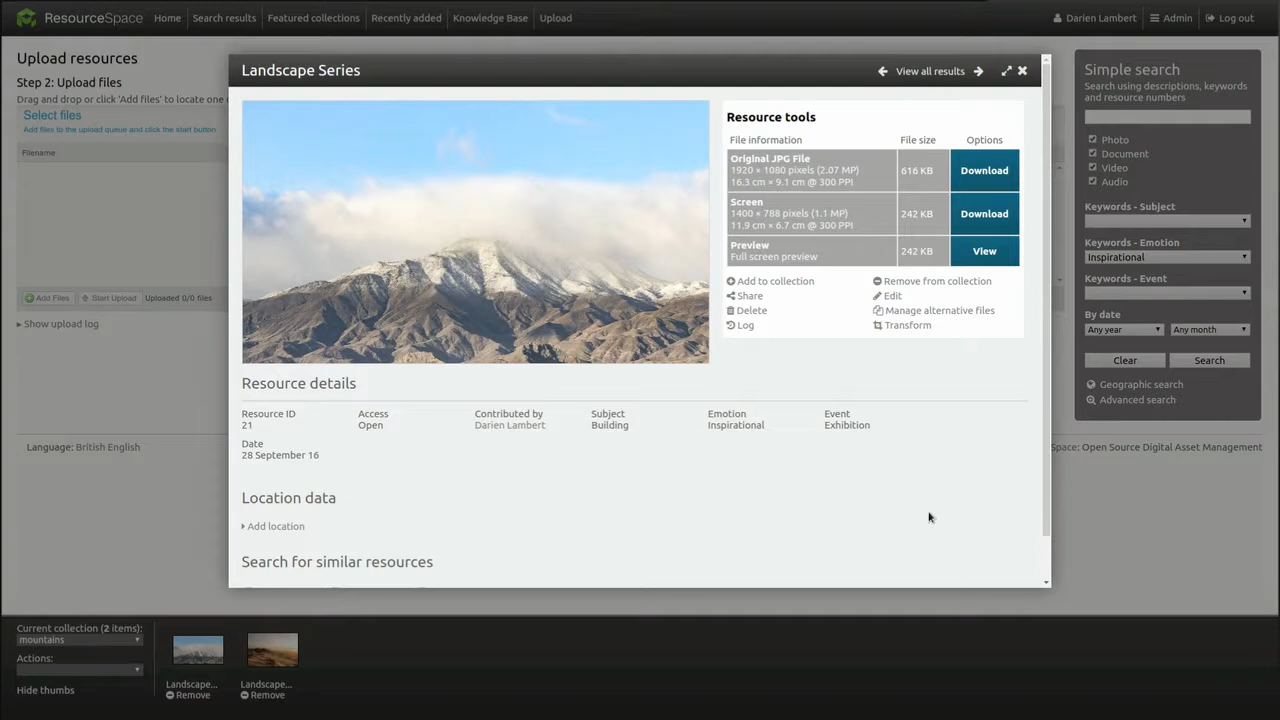 ResourceSpace
Home
Search results
Featured collections
Recently added
Knowledge Base
Upload
Darien Lambert
Admin
Log out
Upload resources
Step 2: Upload files
Drag and drop or click 'Add files' to locate one
Select files
Add files to the upload queue and click the start button
Filename
Add Files
Start Upload
Uploaded 0/0 files
Show upload log
Language: British English
Landscape Series
View all results
Resource tools
File information
File size
Options
Original JPG File
1920 × 1080 pixels (2.07 MP)
16.3 cm × 9.1 cm @ 300 PPI
616 KB
Download
Screen
1400 × 788 pixels (1.1 MP)
11.9 cm × 6.7 cm @ 300 PPI
242 KB
Download
Preview
Full screen preview
242 KB
View
Add to collection
Remove from collection
Share
Edit
Delete
Manage alternative files
Log
Transform
Resource details
Resource ID
21
Access
Open
Contributed by
Darien Lambert
Subject
Building
Emotion
Inspirational
Event
Exhibition
Date
28 September 16
Location data
Add location
Search for similar resources
Simple search
Search using descriptions, keywords
and resource numbers
Photo
Document
Video
Audio
Keywords - Subject
Keywords - Emotion
Inspirational
Keywords - Event
By date
Any year
Any month
Clear
Search
Geographic search
Advanced search
Space: Open Source Digital Asset Management
Current collection (2 items):
mountains
Actions:
Hide thumbs
Landscape...
Remove
Landscape...
Remove